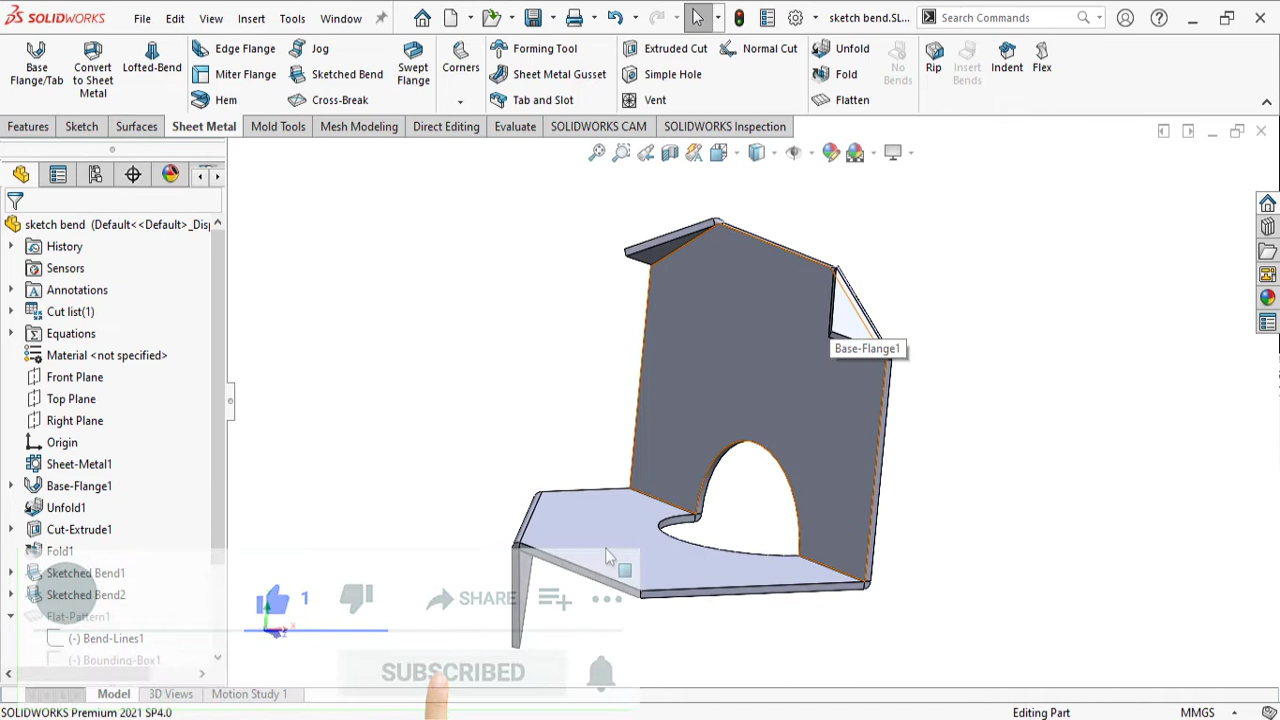 SOLIDWORKS File Edit View Insert Tools Window sketch bend.SL... Search Commands
Base Flange/Tab
Convert to Sheet Metal
Lofted-Bend
Edge Flange
Miter Flange
Hem
Jog
Sketched Bend
Cross-Break
Swept Flange
Corners
Forming Tool
Sheet Metal Gusset
Tab and Slot
Extruded Cut
Simple Hole
Vent
Normal Cut
Unfold
Fold
Flatten
No Bends
Rip
Insert Bends
Indent
Flex
Features Sketch Surfaces Sheet Metal Mold Tools Mesh Modeling Direct Editing Evaluate SOLIDWORKS CAM SOLIDWORKS Inspection
sketch bend (Default<<Default>_Disp
History
Sensors
Annotations
Cut list(1)
Equations
Material <not specified>
Front Plane
Top Plane
Right Plane
Origin
Sheet-Metal1
Base-Flange1
Unfold1
Cut-Extrude1
Fold1
Sketched Bend1
Sketched Bend2
Flat-Pattern1
(-) Bend-Lines1
(-) Bounding-Box1
Base-Flange1
1
SHARE
SUBSCRIBED
Model 3D Views Motion Study 1
SOLIDWORKS Premium 2021 SP4.0 Editing Part MMGS